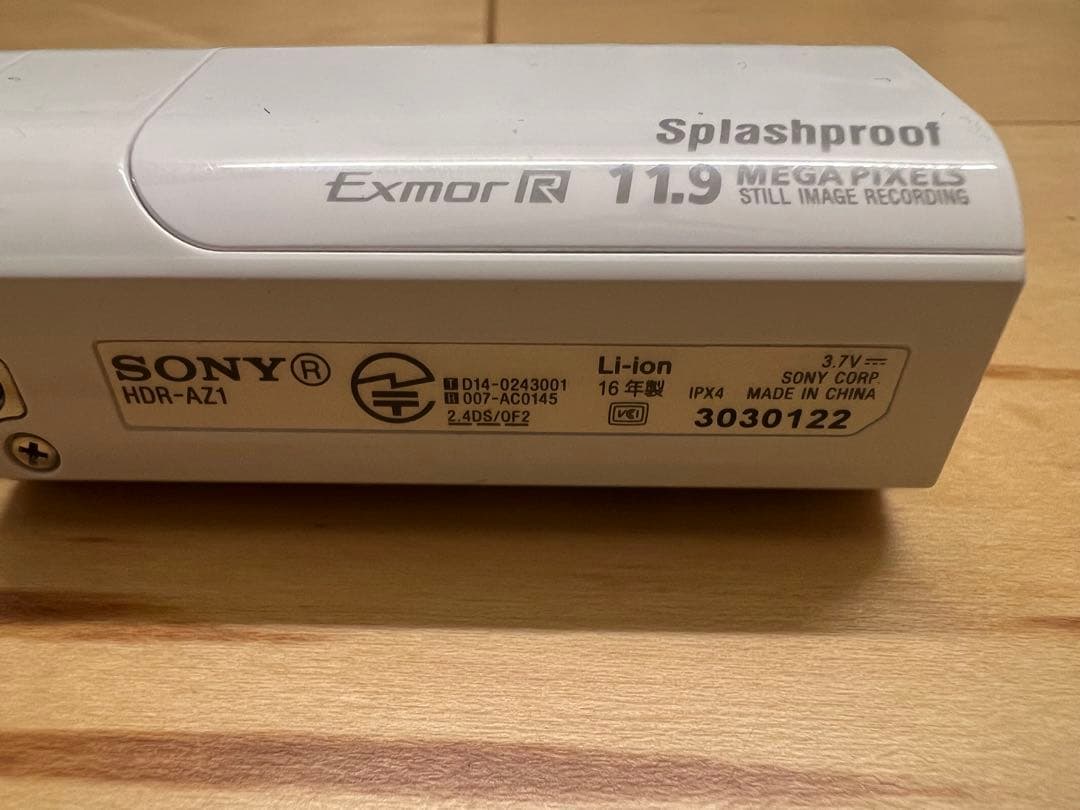 Splashproof
Exmor R 11.9 MEGA PIXELS
STILL IMAGE RECORDING
SONY®
HDR-AZ1
T D14-0243001
R 007-AC0145
2.4DS/OF2
Li-ion
16 年製
VCI
3.7V
SONY CORP.
IPX4 MADE IN CHINA
3030122